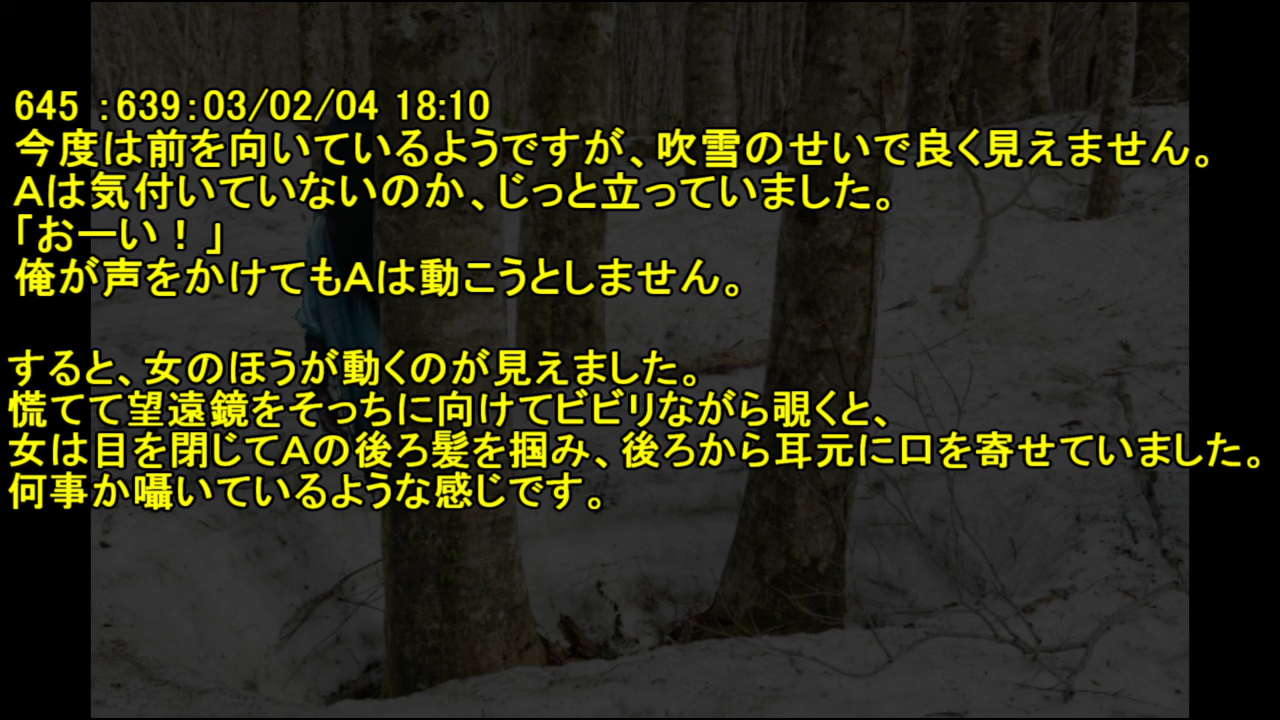 645 :639:03/02/04 18:10
今度は前を向いているようですが、吹雪のせいで良く見えません。
Ａは気付いていないのか、じっと立っていました。
「おーい！」
俺が声をかけてもＡは動こうとしません。
すると、女のほうが動くのが見えました。
慌てて望遠鏡をそっちに向けてビビリながら覗くと、
女は目を閉じてＡの後ろ髪を掴み、後ろから耳元に口を寄せていました。
何事か囁いているような感じです。